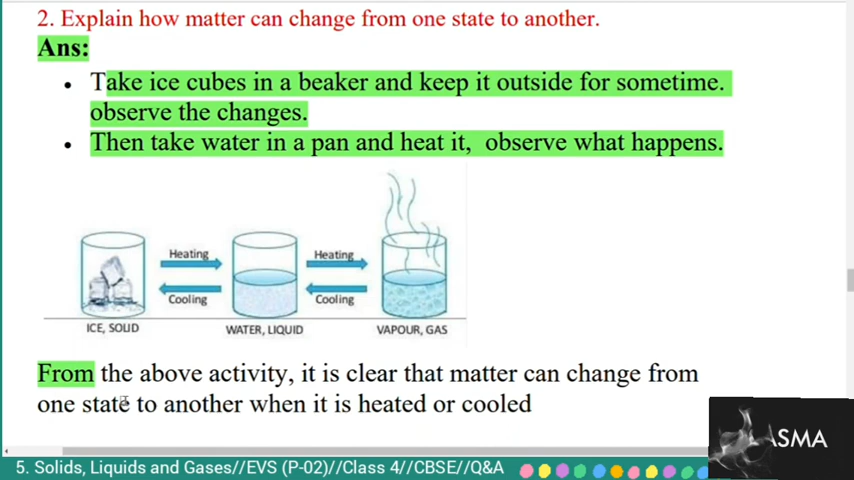 2. Explain how matter can change from one state to another.
Ans:
• Take ice cubes in a beaker and keep it outside for sometime.
observe the changes.
• Then take water in a pan and heat it, observe what happens.
Heating
Heating
Cooling
Cooling
ICE, SOLID
WATER, LIQUID
VAPOUR, GAS
From the above activity, it is clear that matter can change from
one state to another when it is heated or cooled
5. Solids, Liquids and Gases//EVS (P-02)//Class 4//CBSE//Q&A